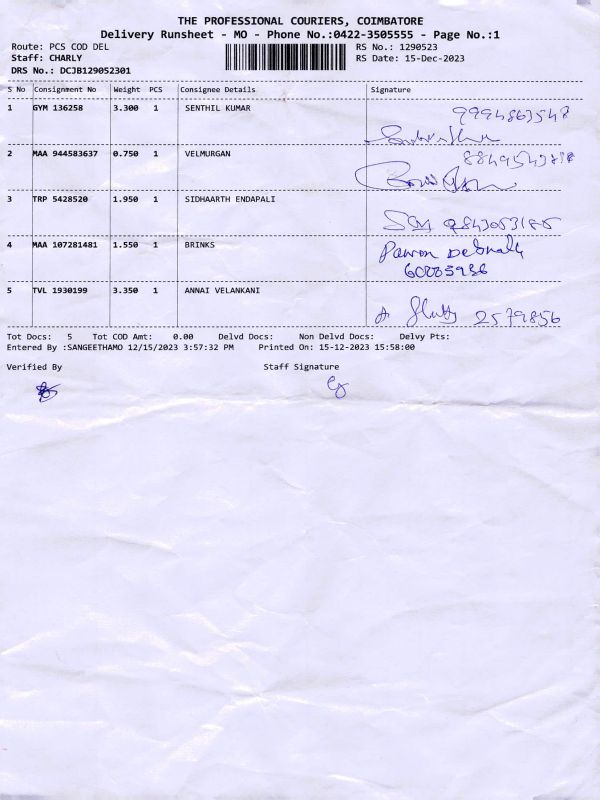 THE PROFESSIONAL COURIERS, COIMBATORE
Delivery Runsheet - MO - Phone No.:0422-3505555 - Page No.:1
Route: PCS COD DEL RS No.: 1290523
Staff: CHARLY RS Date: 15-Dec-2023
DRS No.: DCJB129052301
S No Consignment No Weight PCS Consignee Details Signature
1 GYM 136258 3.300 1 SENTHIL KUMAR 9994863548
2 MAA 944583637 0.750 1 VELMURGAN
3 TRP 5428520 1.950 1 SIDHAARTH ENDAPALI
4 MAA 107281481 1.550 1 BRINKS Pawan Debnath
5 TVL 1930199 3.350 1 ANNAI VELANKANI 2579856
Tot Docs: 5 Tot COD Amt: 0.00 Delvd Docs: Non Delvd Docs: Delvy Pts:
Entered By :SANGEETHAMO 12/15/2023 3:57:32 PM Printed On: 15-12-2023 15:58:00
Verified By Staff Signature